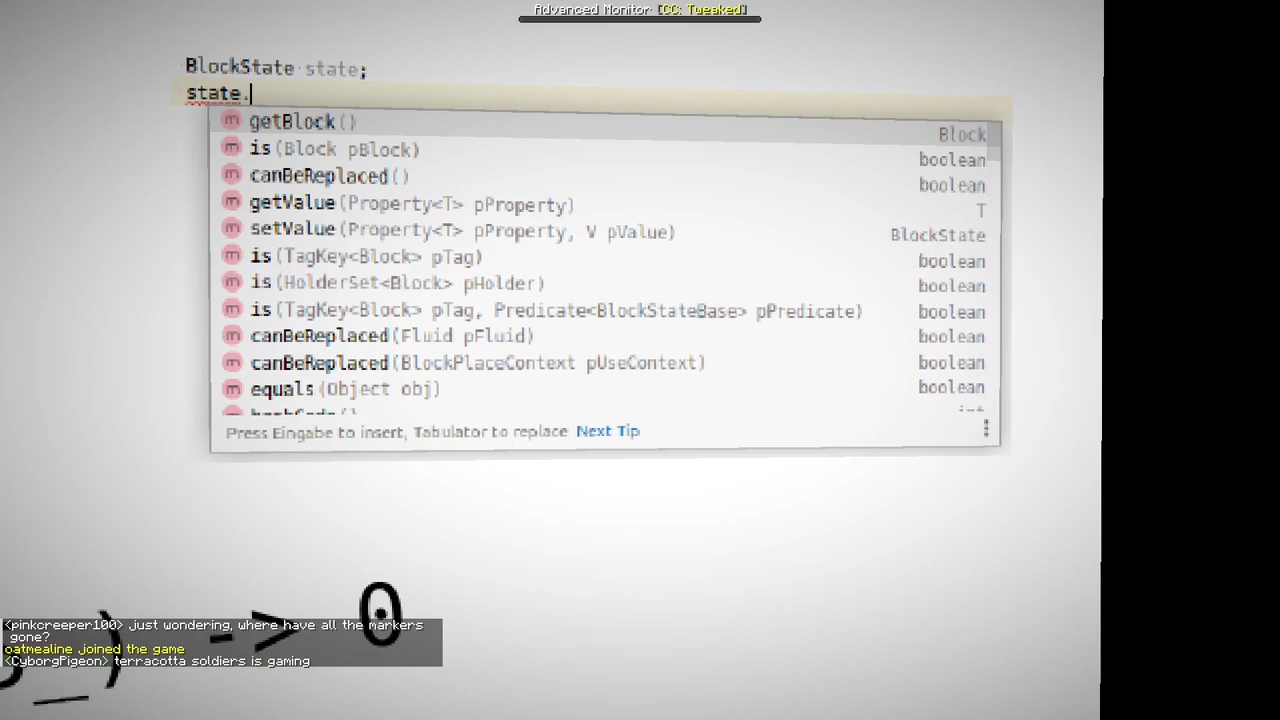 Advanced Monitor [CC: Tweaked]
BlockState state;
state.
m getBlock() Block
m is(Block pBlock) boolean
m canBeReplaced() boolean
m getValue(Property<T> pProperty) T
m setValue(Property<T> pProperty, V pValue) BlockState
m is(TagKey<Block> pTag) boolean
m is(HolderSet<Block> pHolder) boolean
m is(TagKey<Block> pTag, Predicate<BlockStateBase> pPredicate) boolean
m canBeReplaced(Fluid pFluid) boolean
m canBeReplaced(BlockPlaceContext pUseContext) boolean
m equals(Object obj) boolean
Press Eingabe to insert, Tabulator to replace Next Tip
_) -> 0
<pinkcreeper100> just wondering, where have all the markers
gone?
oatmealine joined the game
<CyborgPigeon> terracotta soldiers is gaming